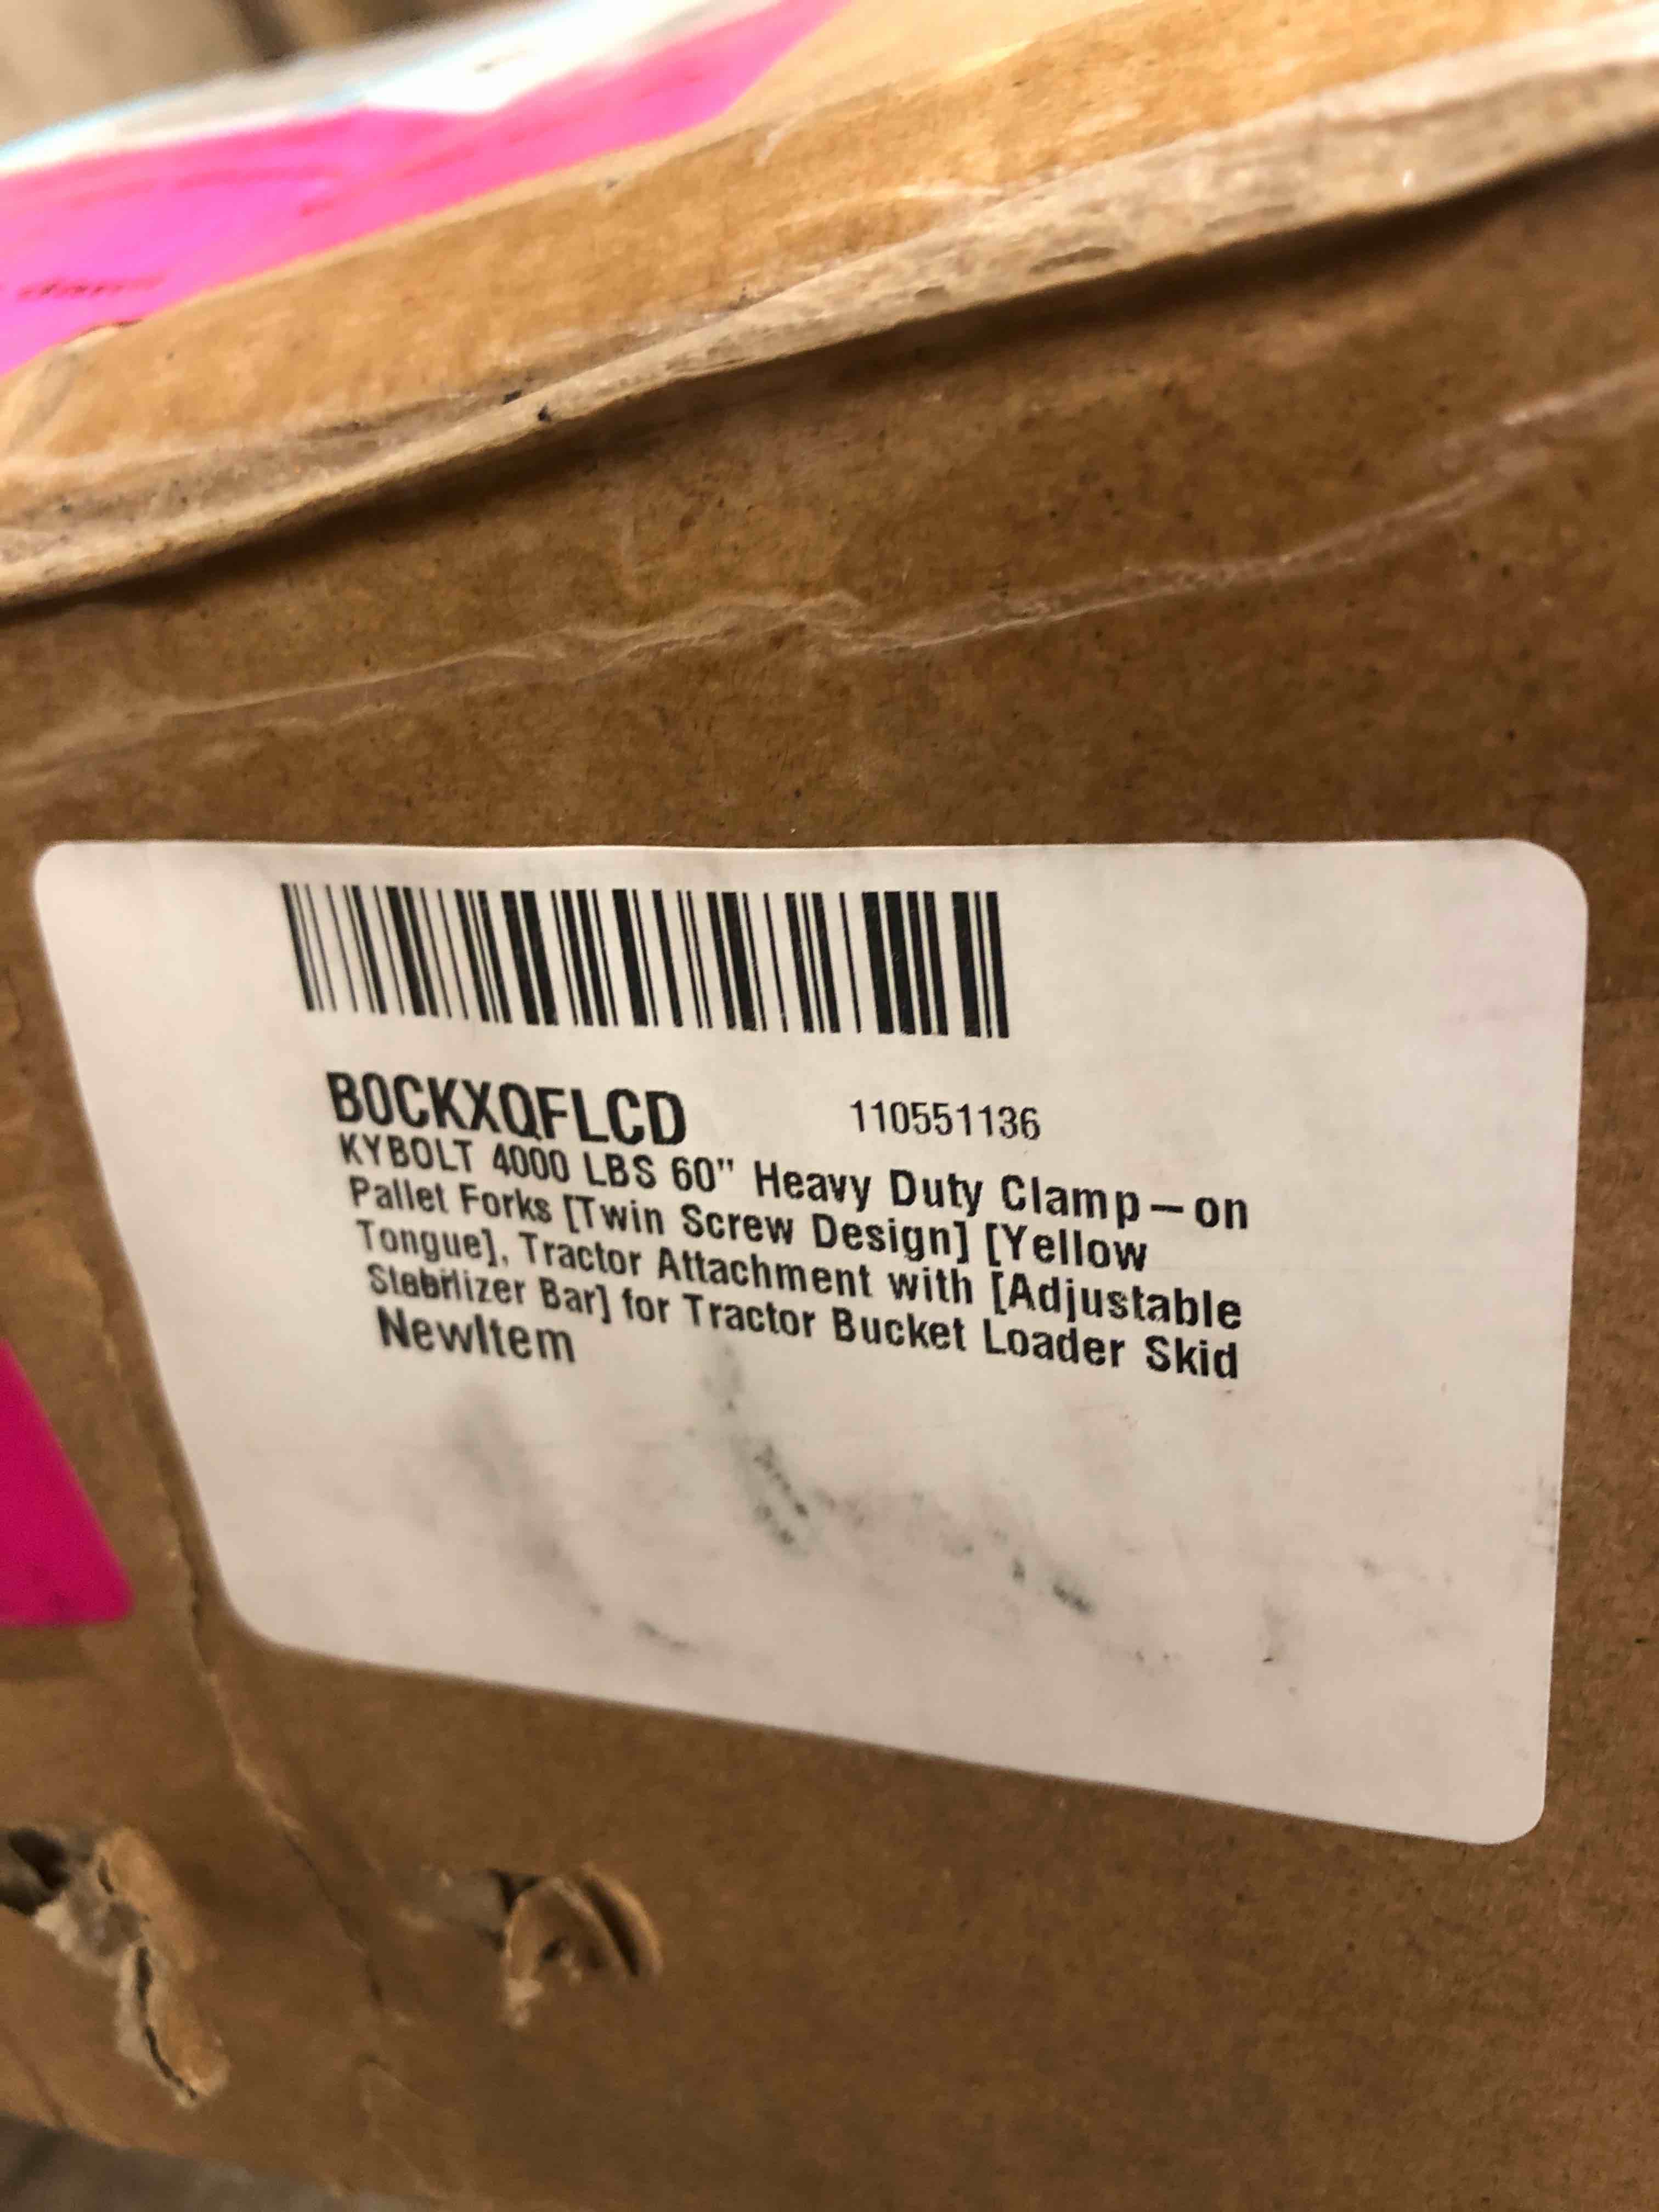 B0CKXQFLCD 110551136
KYBOLT 4000 LBS 60" Heavy Duty Clamp-on
Pallet Forks [Twin Screw Design] [Yellow
Tongue], Tractor Attachment with [Adjustable
Stabilizer Bar] for Tractor Bucket Loader Skid
NewItem